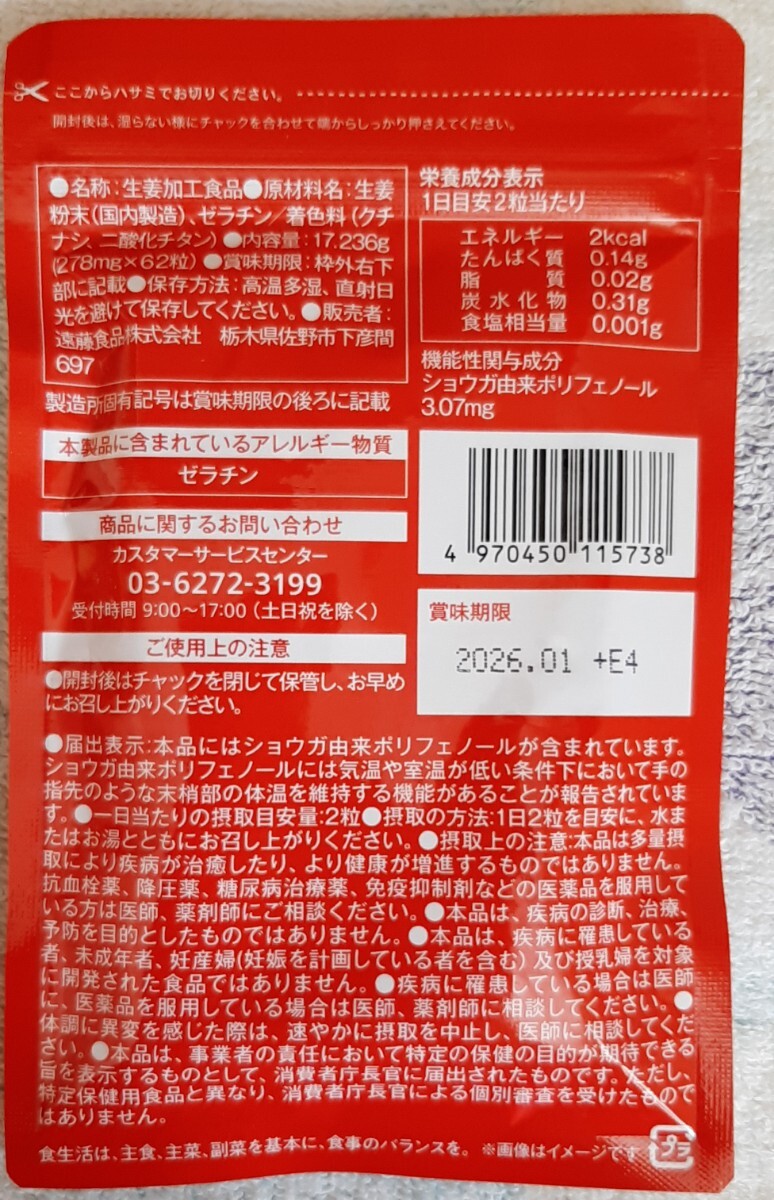 ここからハサミでお切りください。
開封後は、湿らない様にチャックを合わせて端からしっかり押さえてください。
●名称：生姜加工食品●原材料名：生姜
粉末（国内製造）、ゼラチン／着色料（クチ
ナシ、二酸化チタン）●内容量：17.236g
（278mg×62粒）●賞味期限：枠外右下
部に記載●保存方法：高温多湿、直射日
光を避けて保存してください。●販売者：
遠藤食品株式会社　栃木県佐野市下彦間
697
製造所固有記号は賞味期限の後ろに記載
本製品に含まれているアレルギー物質
ゼラチン
商品に関するお問い合わせ
カスタマーサービスセンター
03-6272-3199
受付時間 9:00〜17:00（土日祝を除く）
ご使用上の注意
●開封後はチャックを閉じて保管し、お早め
にお召し上がりください。
栄養成分表示
1日目安2粒当たり
エネルギー 2kcal
たんぱく質 0.14g
脂質 0.02g
炭水化物 0.31g
食塩相当量 0.001g
機能性関与成分
ショウガ由来ポリフェノール
3.07mg
4 970450 115738
賞味期限
2026.01 +E4
●届出表示：本品にはショウガ由来ポリフェノールが含まれています。
ショウガ由来ポリフェノールには気温や室温が低い条件下において手の
指先のような末梢部の体温を維持する機能があることが報告されていま
す。●一日当たりの摂取目安量：2粒●摂取の方法：1日2粒を目安に、水ま
たはお湯とともにお召し上がりください。●摂取上の注意：本品は多量摂
取により疾病が治癒したり、より健康が増進するものではありません。
抗血栓薬、降圧薬、糖尿病治療薬、免疫抑制剤などの医薬品を服用して
いる方は医師、薬剤師にご相談ください。●本品は、疾病の診断、治療、
予防を目的としたものではありません。●本品は、疾病に罹患している
者、未成年者、妊産婦（妊娠を計画している者を含む）及び授乳婦を対象
に開発された食品ではありません。●疾病に罹患している場合は医師
に、医薬品を服用している場合は医師、薬剤師に相談してください。●
体調に異変を感じた際は、速やかに摂取を中止し、医師に相談してくだ
さい。●本品は、事業者の責任において特定の保健の目的が期待できる
旨を表示するものとして、消費者庁長官に届出されたものです。ただし、
特定保健用食品と異なり、消費者庁長官による個別審査を受けたもので
はありません。
食生活は、主食、主菜、副菜を基本に、食事のバランスを。 ※画像はイメージです
プラ